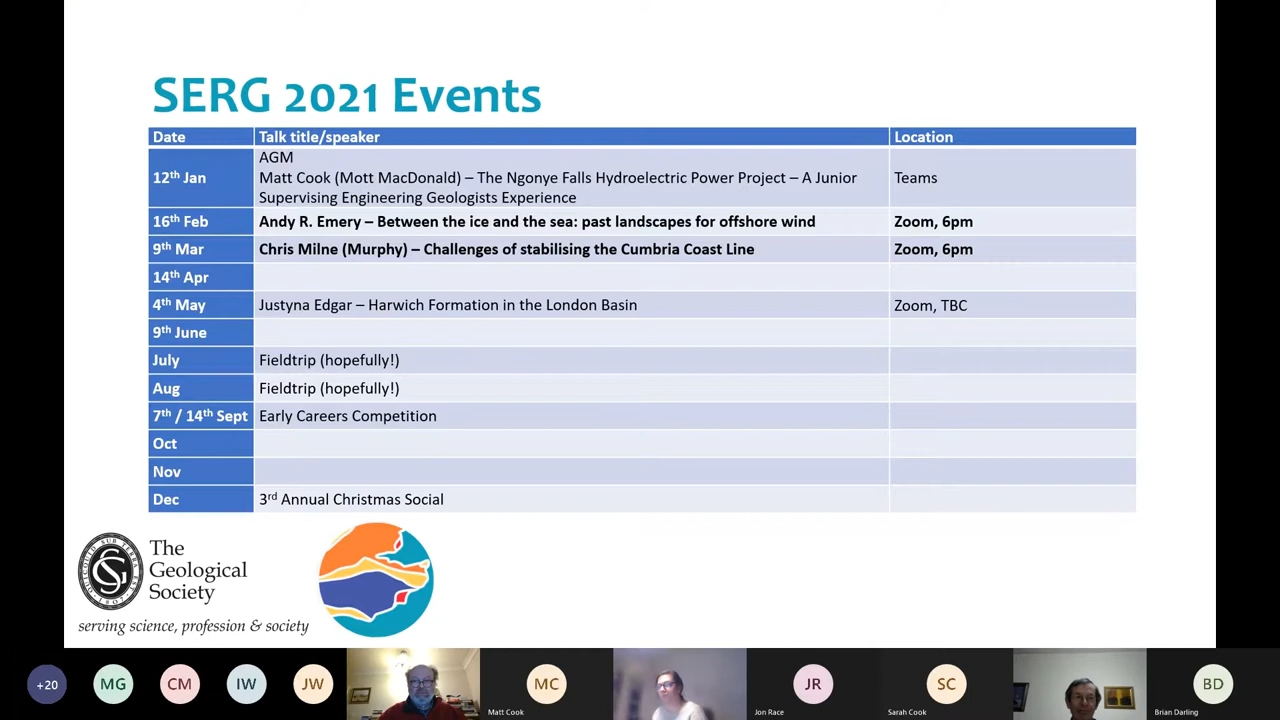 SERG 2021 Events
Date Talk title/speaker Location
12th Jan
AGM
Matt Cook (Mott MacDonald) – The Ngonye Falls Hydroelectric Power Project – A Junior
Supervising Engineering Geologists Experience
Teams
16th Feb Andy R. Emery – Between the ice and the sea: past landscapes for offshore wind Zoom, 6pm
9th Mar Chris Milne (Murphy) – Challenges of stabilising the Cumbria Coast Line Zoom, 6pm
14th Apr
4th May Justyna Edgar – Harwich Formation in the London Basin Zoom, TBC
9th June
July Fieldtrip (hopefully!)
Aug Fieldtrip (hopefully!)
7th / 14th Sept Early Careers Competition
Oct
Nov
Dec 3rd Annual Christmas Social
The
Geological
Society
serving science, profession & society
+20 MG CM IW JW MC JR SC BD
Matt Cook Jon Race Sarah Cook Brian Darling